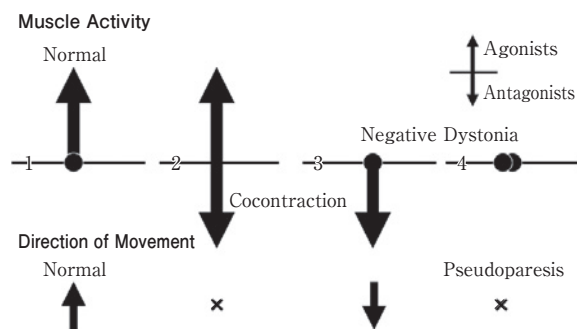 Muscle Activity
Normal
Agonists
Antagonists
Negative Dystonia
1
2
3
4
Cocontraction
Direction of Movement
Normal
Pseudoparesis